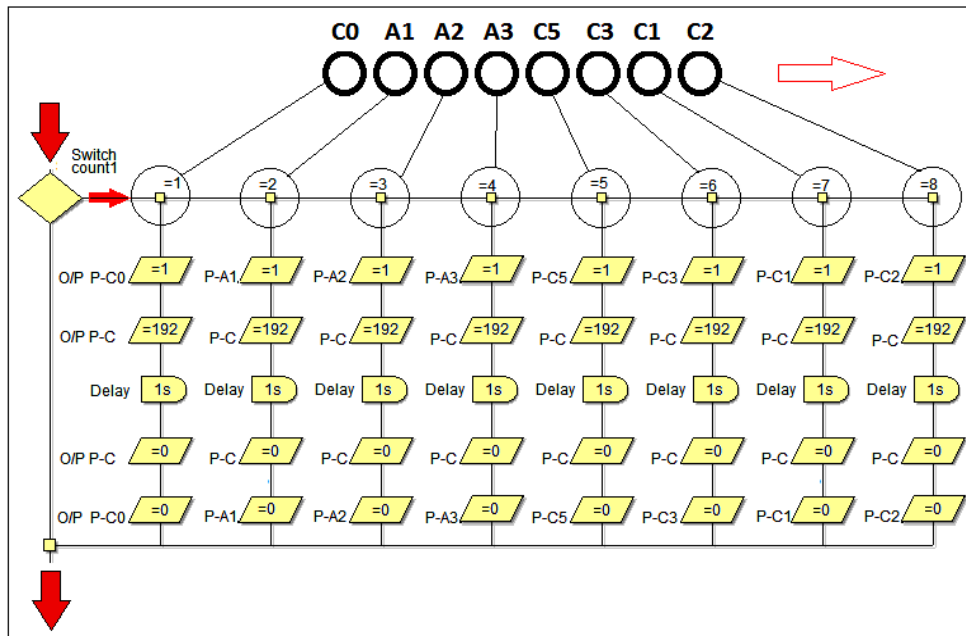 C0 A1 A2 A3 C5 C3 C1 C2
Switch
count1
=1 =2 =3 =4 =5 =6 =7 =8
O/P P-C0 =1 P-A1, =1 P-A2 =1 P-A3, =1 P-C5 =1 P-C3 =1 P-C1 =1 P-C2, =1
O/P P-C =192 P-C =192 P-C =192 P-C =192 P-C =192 P-C =192 P-C =192 P-C =192
Delay 1s Delay 1s Delay 1s Delay 1s Delay 1s Delay 1s Delay 1s Delay 1s
O/P P-C =0 P-C =0 P-C =0 P-C =0 P-C =0 P-C =0 P-C =0 P-C =0
O/P P-C0 =0 P-A1, =0 P-A2 =0 P-A3, =0 P-C5 =0 P-C3 =0 P-C1 =0 P-C2, =0